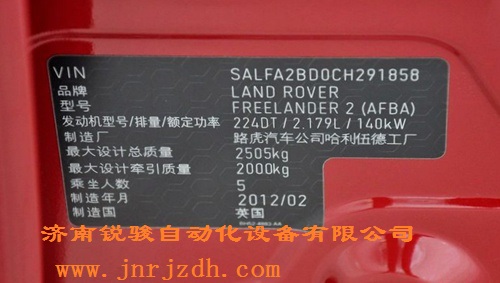 VIN SALFA2BD0CH291858
品牌 LAND ROVER
型号 FREELANDER 2 (AFBA)
发动机型号/排量/额定功率 224DT / 2.179L / 140kW
制造厂 路虎汽车公司哈利伍德工厂
最大设计总质量 2505kg
最大设计牵引质量 2000kg
乘坐人数 5
制造年月 2012/02
制造国 英国
济南锐骏自动化设备有限公司
www.jnrjzdh.com